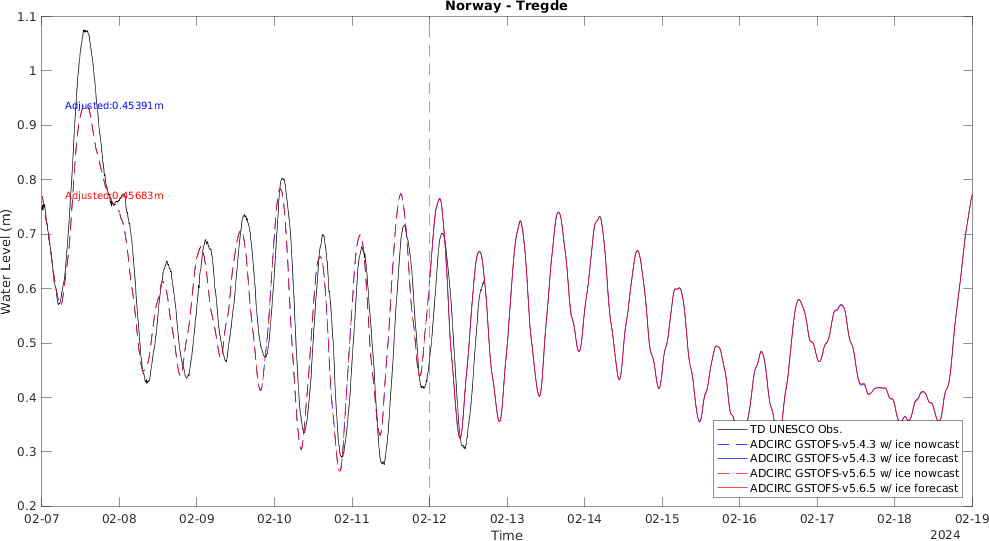 Norway - Tregde
1.1
1
0.9
0.8
0.7
0.6
0.5
0.4
0.3
0.2
Water Level (m)
Adjusted:0.45391m
Adjusted:0.45683m
TD UNESCO Obs.
ADCIRC GSTOFS-v5.4.3 w/ ice nowcast
ADCIRC GSTOFS-v5.4.3 w/ ice forecast
ADCIRC GSTOFS-v5.6.5 w/ ice nowcast
ADCIRC GSTOFS-v5.6.5 w/ ice forecast
02-07 02-08 02-09 02-10 02-11 02-12 02-13 02-14 02-15 02-16 02-17 02-18 02-19
Time
2024